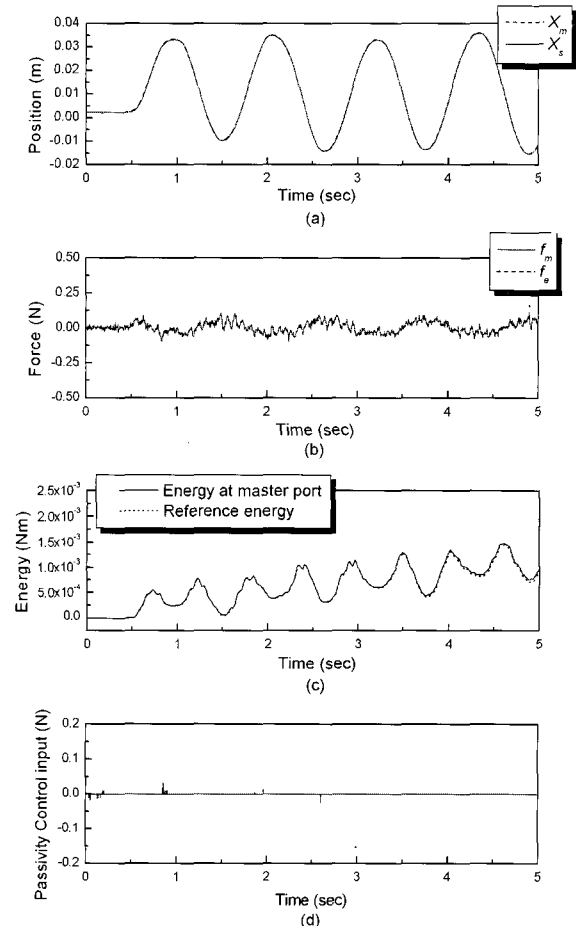 X_m
X_s
0.04
0.03
0.02
0.01
0.00
-0.01
-0.02
Position (m)
0 1 2 3 4 5
Time (sec)
(a)
f_m
f_e
0.50
0.25
0.00
-0.25
-0.50
Force (N)
0 1 2 3 4 5
Time (sec)
(b)
Energy at master port
Reference energy
2.5x10⁻³
2.0x10⁻³
1.5x10⁻³
1.0x10⁻³
5.0x10⁻⁴
0.0
Energy (Nm)
0 1 2 3 4 5
Time (sec)
(c)
0.2
0.1
0.0
-0.1
-0.2
Passivity Control input (N)
0 1 2 3 4 5
Time (sec)
(d)